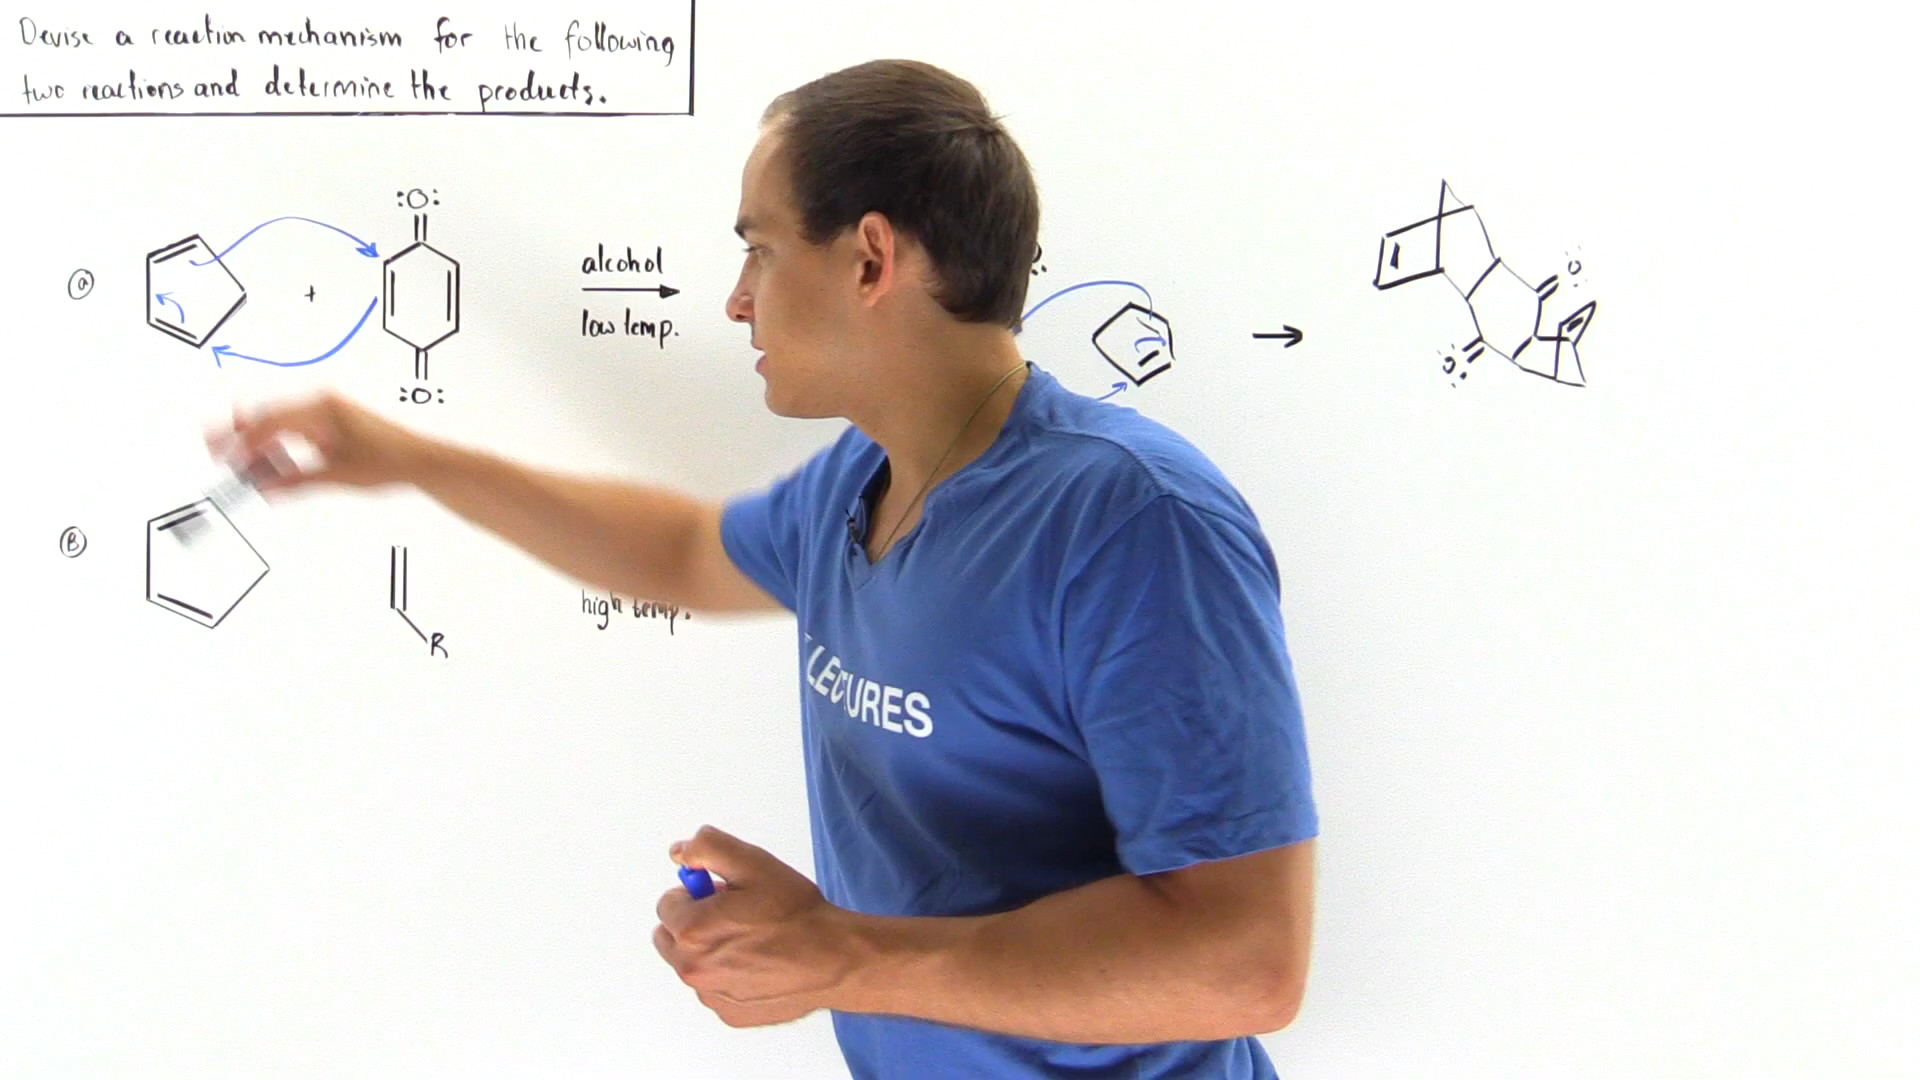 Devise a reaction mechanism for the following
two reactions and determine the products.
:O:
A
+
alcohol
low temp.
:O:
B
R
high temp.
LECTURES
O
O